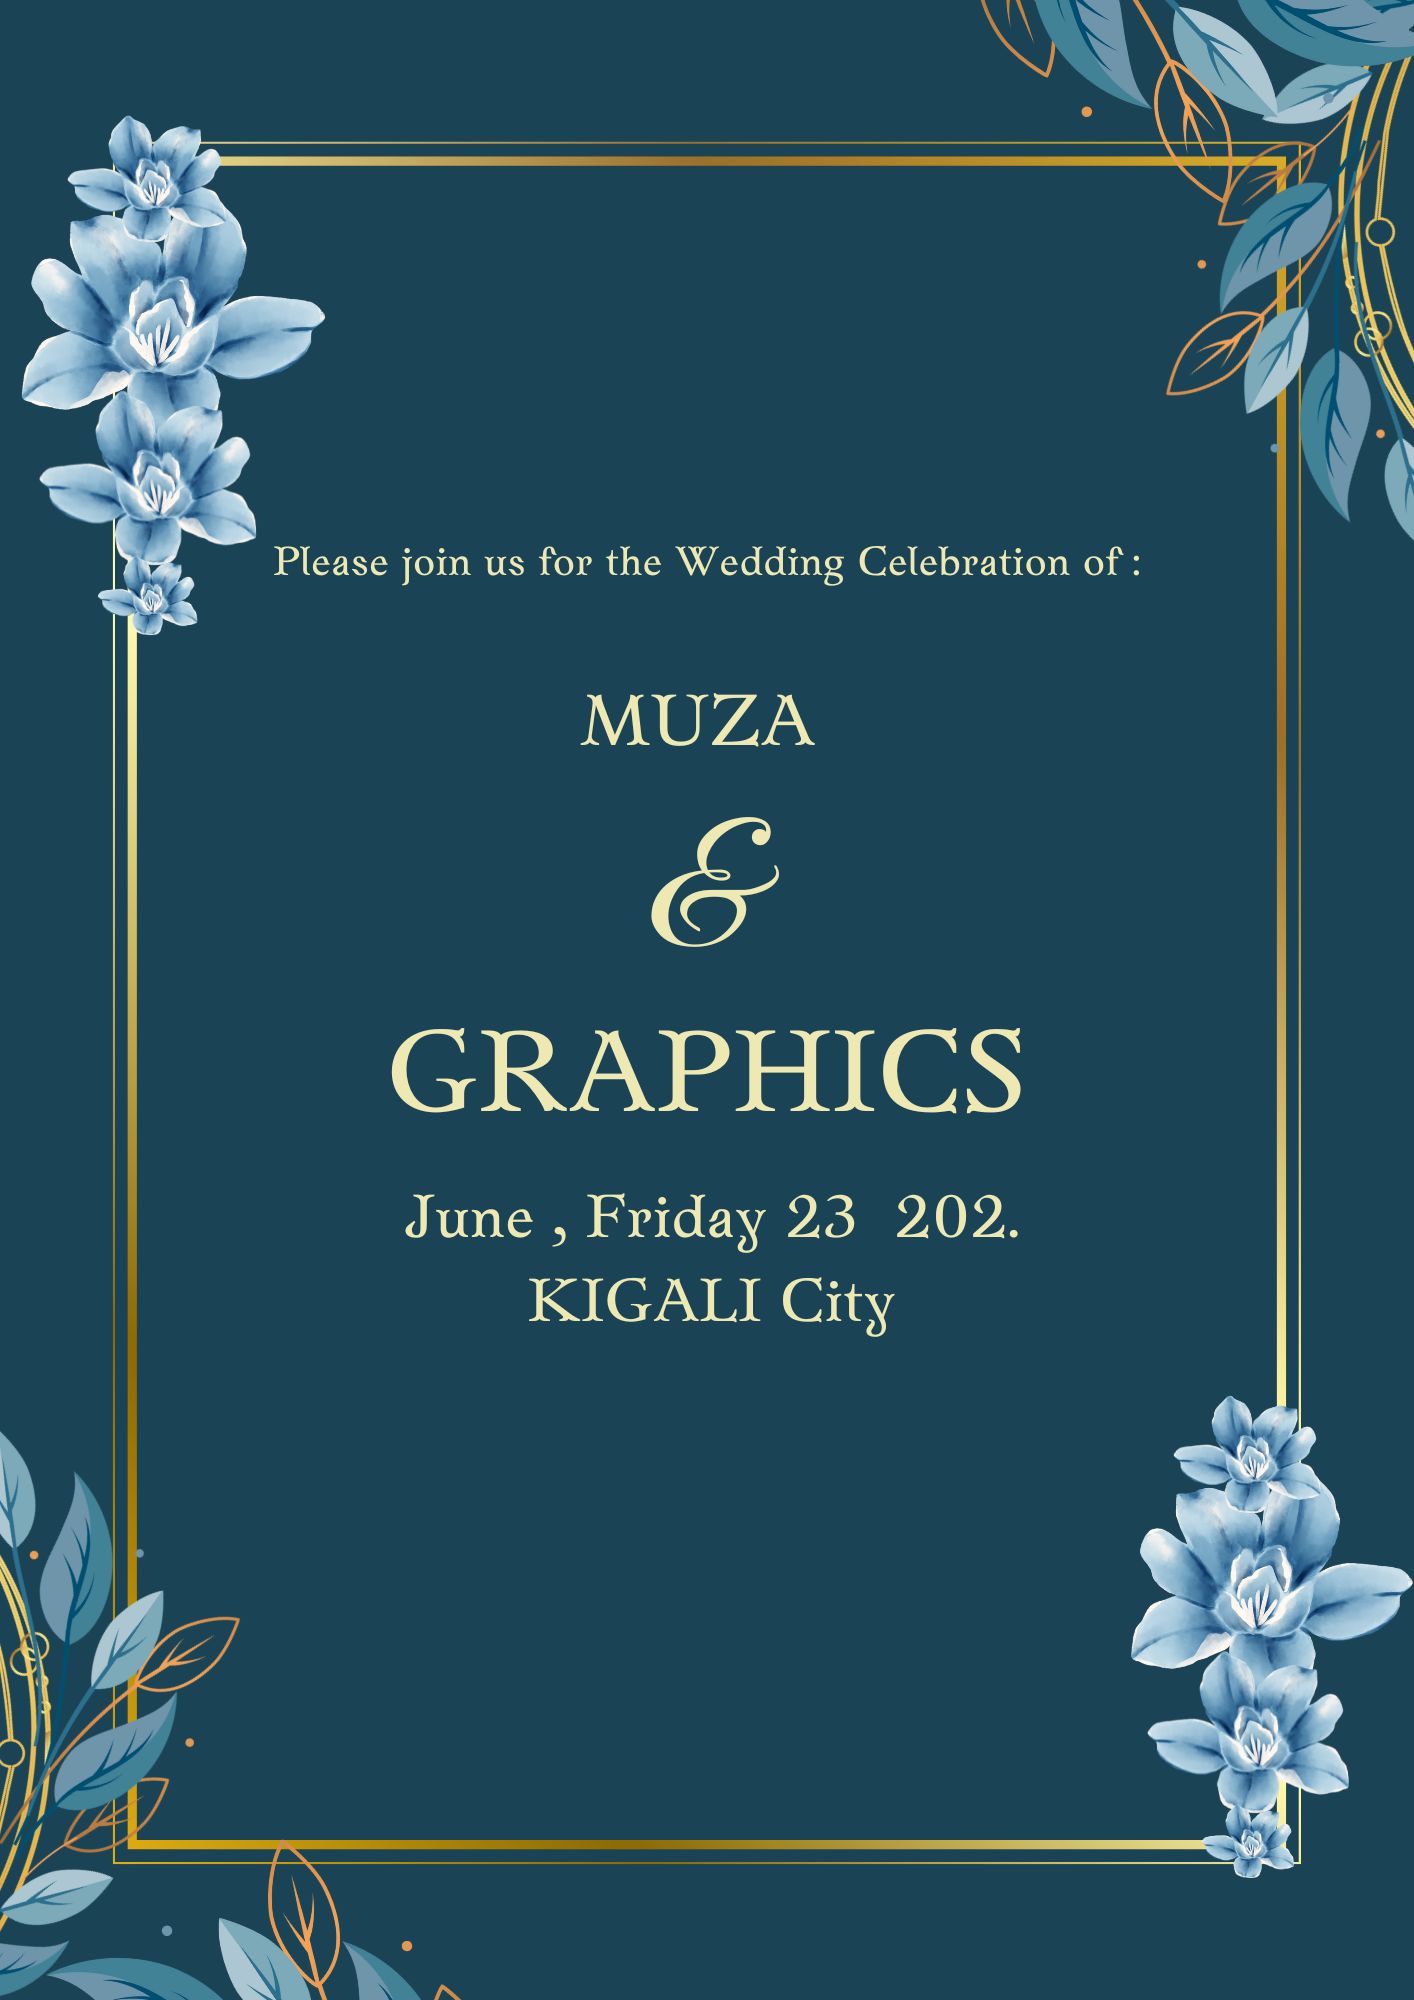 Please join us for the Wedding Celebration of :
MUZA
&
GRAPHICS
June , Friday 23  202.
KIGALI City